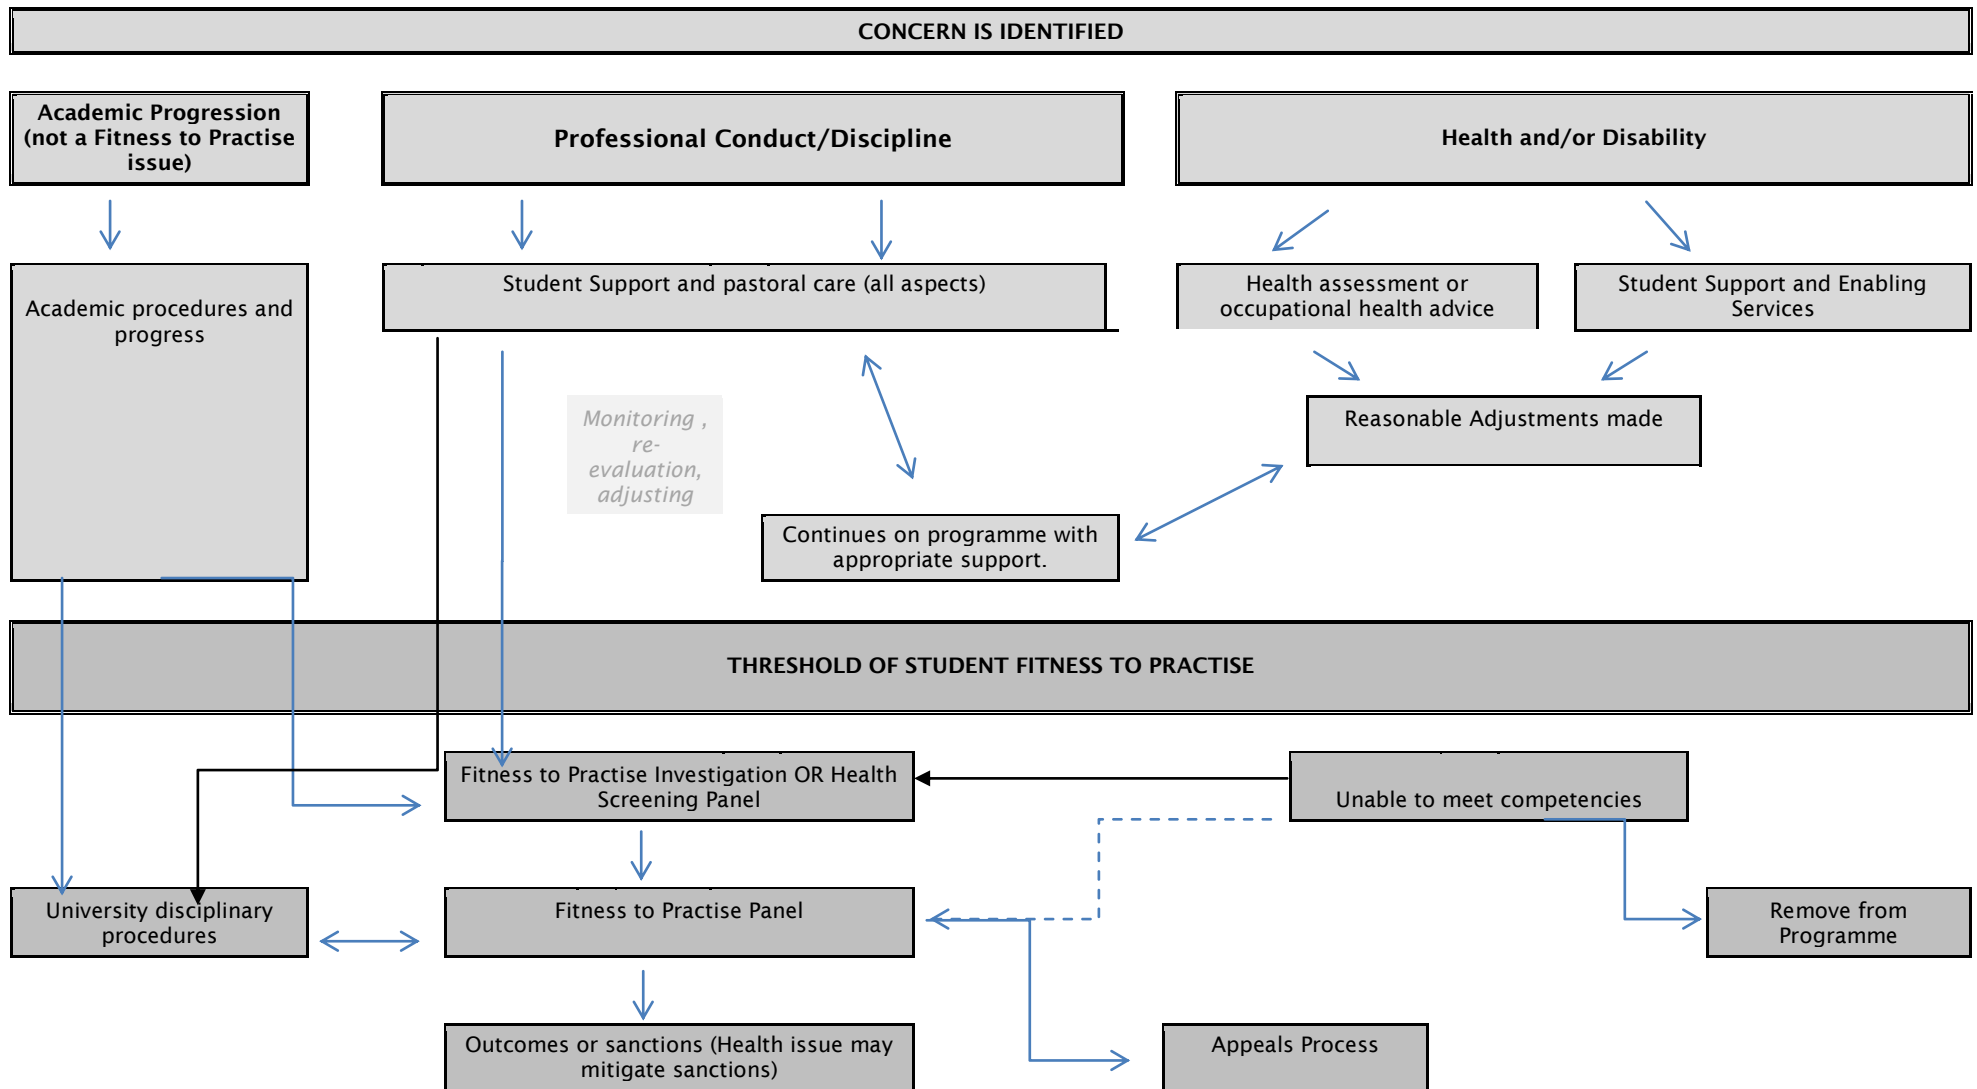 CONCERN IS IDENTIFIED
Academic Progression
(not a Fitness to Practise
issue)
Professional Conduct/Discipline
Health and/or Disability
Academic procedures and
progress
Student Support and pastoral care (all aspects)
Health assessment or
occupational health advice
Student Support and Enabling
Services
Monitoring ,
re-
evaluation,
adjusting
Reasonable Adjustments made
Continues on programme with
appropriate support.
THRESHOLD OF STUDENT FITNESS TO PRACTISE
Fitness to Practise Investigation OR Health
Screening Panel
Unable to meet competencies
University disciplinary
procedures
Fitness to Practise Panel
Remove from
Programme
Outcomes or sanctions (Health issue may
mitigate sanctions)
Appeals Process